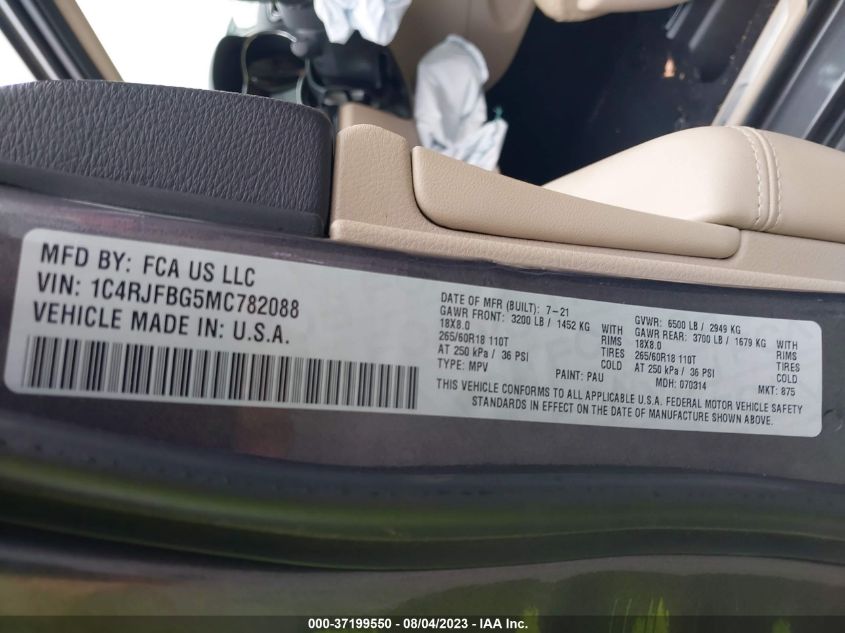 MFD BY: FCA US LLC
VIN: 1C4RJFBG5MC782088
VEHICLE MADE IN: U.S.A.
DATE OF MFR (BUILT): 7-21
GAWR FRONT: 3200 LB / 1452 KG WITH
18X8.0 RIMS
265/60R18 110T TIRES
AT 250 kPa / 36 PSI COLD
TYPE: MPV PAINT: PAU
GVWR: 6500 LB / 2949 KG
GAWR REAR: 3700 LB / 1679 KG WITH
18X8.0 RIMS
265/60R18 110T TIRES
AT 250 kPa / 36 PSI COLD
MDH: 070314 MKT: 875
THIS VEHICLE CONFORMS TO ALL APPLICABLE U.S.A. FEDERAL MOTOR VEHICLE SAFETY
STANDARDS IN EFFECT ON THE DATE OF MANUFACTURE SHOWN ABOVE.
000-37199550 - 08/04/2023 - IAA Inc.